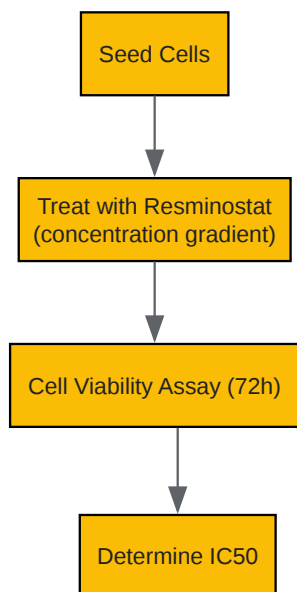 Seed Cells
Treat with Resminostat
(concentration gradient)
Cell Viability Assay (72h)
Determine IC50